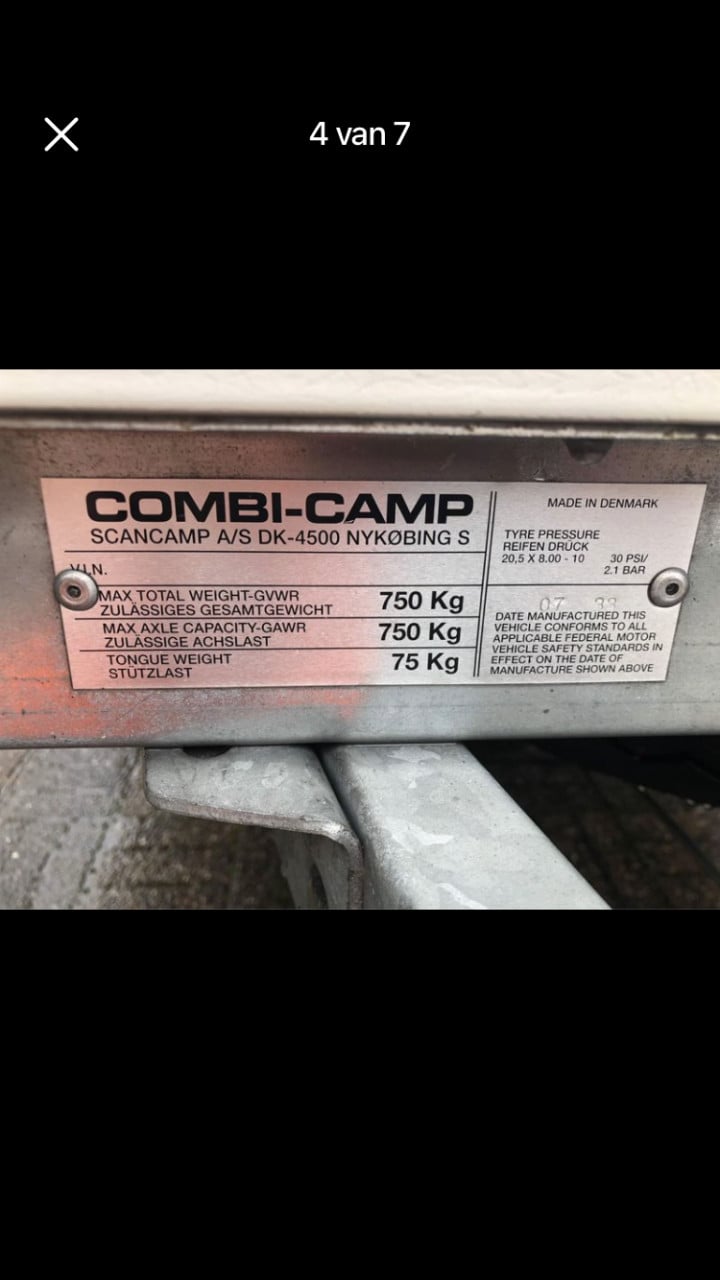 4 van 7
COMBI-CAMP
SCANCAMP A/S DK-4500 NYKØBING S
V.I.N.
MAX TOTAL WEIGHT-GVWR
ZULÄSSIGES GESAMTGEWICHT
750 Kg
MAX AXLE CAPACITY-GAWR
ZULÄSSIGE ACHSLAST
750 Kg
TONGUE WEIGHT
STÜTZLAST
75 Kg
MADE IN DENMARK
TYRE PRESSURE
REIFEN DRÜCK
20,5 X 8.00 - 10 30 PSI/
2.1 BAR
07
DATE MANUFACTURED THIS
VEHICLE CONFORMS TO ALL
APPLICABLE FEDERAL MOTOR
VEHICLE SAFETY STANDARDS IN
EFFECT ON THE DATE OF
MANUFACTURE SHOWN ABOVE